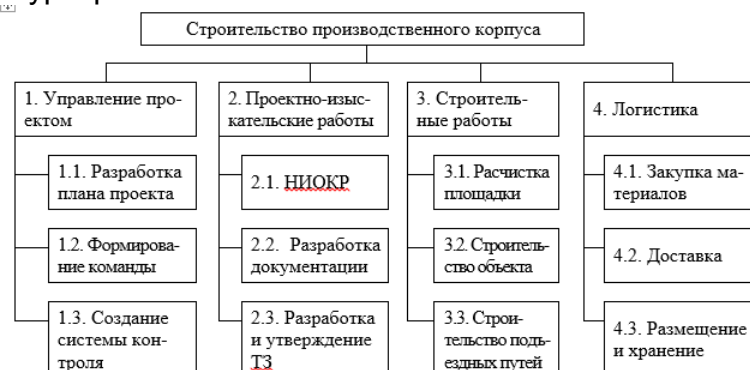 Строительство производственного корпуса
1. Управление про-
ектом
1.1. Разработка
плана проекта
1.2. Формирова-
ние команды
1.3. Создание
системы кон-
троля
2. Проектно-изыс-
кательские работы
2.1. НИОКР
2.2. Разработка
документации
2.3. Разработка
и утверждение
ТЗ
3. Строитель-
ные работы
3.1. Расчистка
площадки
3.2. Строитель-
ство объекта
3.3. Строи-
тельство подъ-
ездных путей
4. Логистика
4.1. Закупка ма-
териалов
4.2. Доставка
4.3. Размещение
и хранение